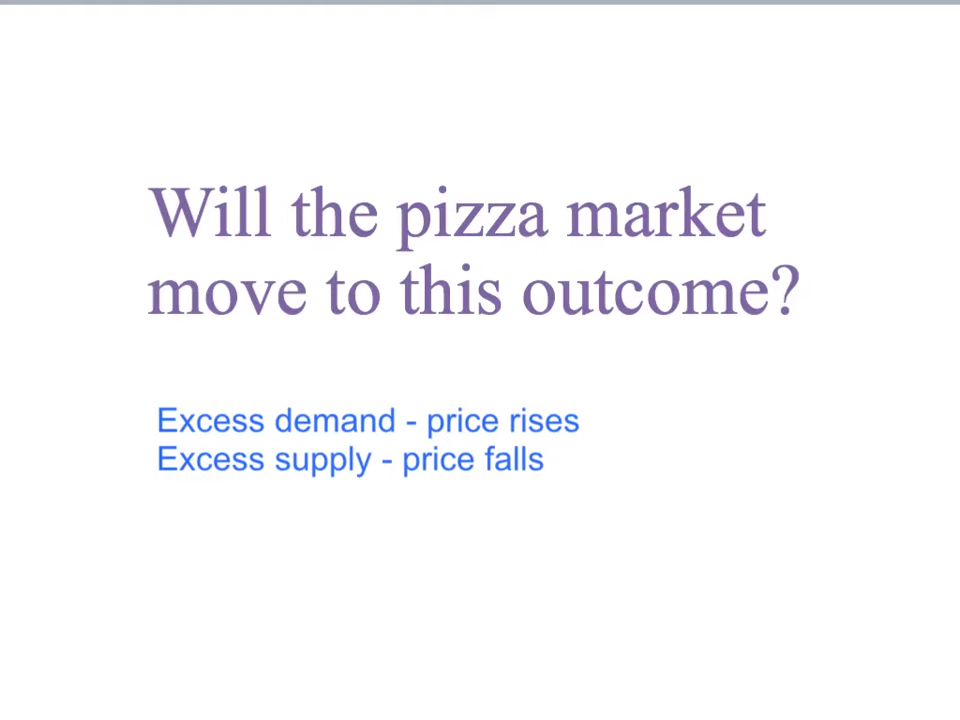 Will the pizza market
move to this outcome?
Excess demand - price rises
Excess supply - price falls